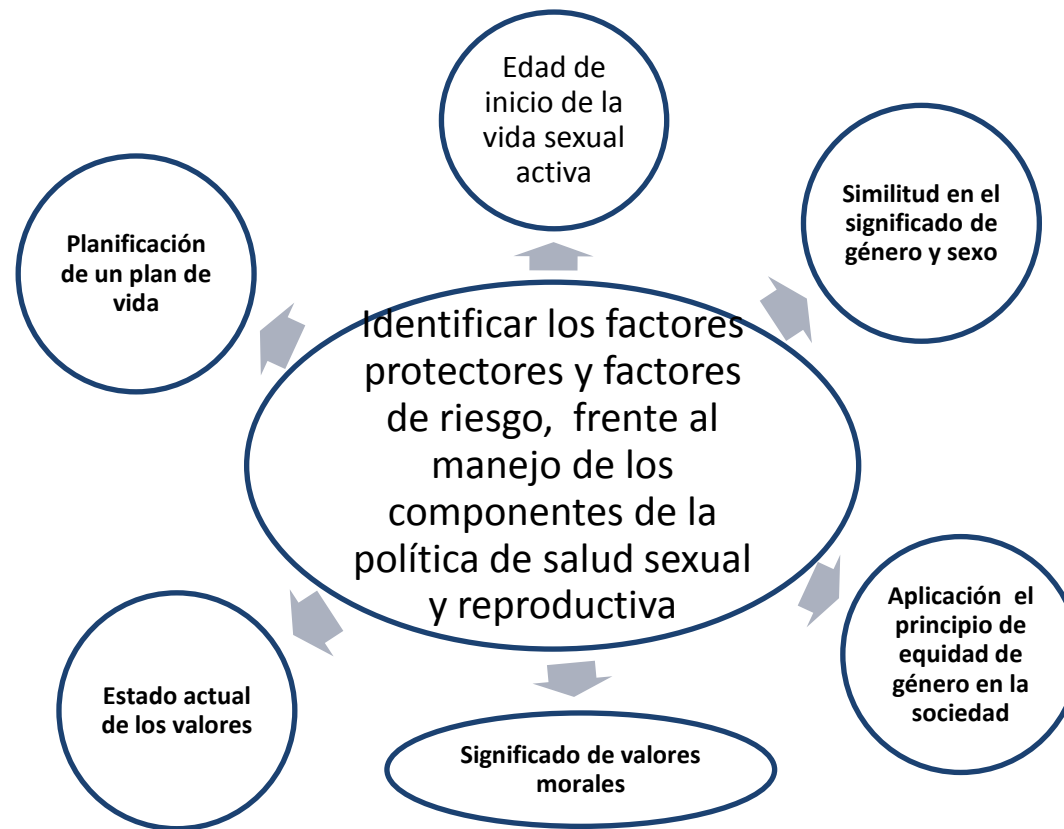 Edad de
inicio de la
vida sexual
activa
Similitud en el
significado de
género y sexo
Planificación
de un plan de
vida
Identificar los factores
protectores y factores
de riesgo, frente al
manejo de los
componentes de la
política de salud sexual
y reproductiva
Aplicación el
principio de
equidad de
género en la
sociedad
Estado actual
de los valores
Significado de valores
morales